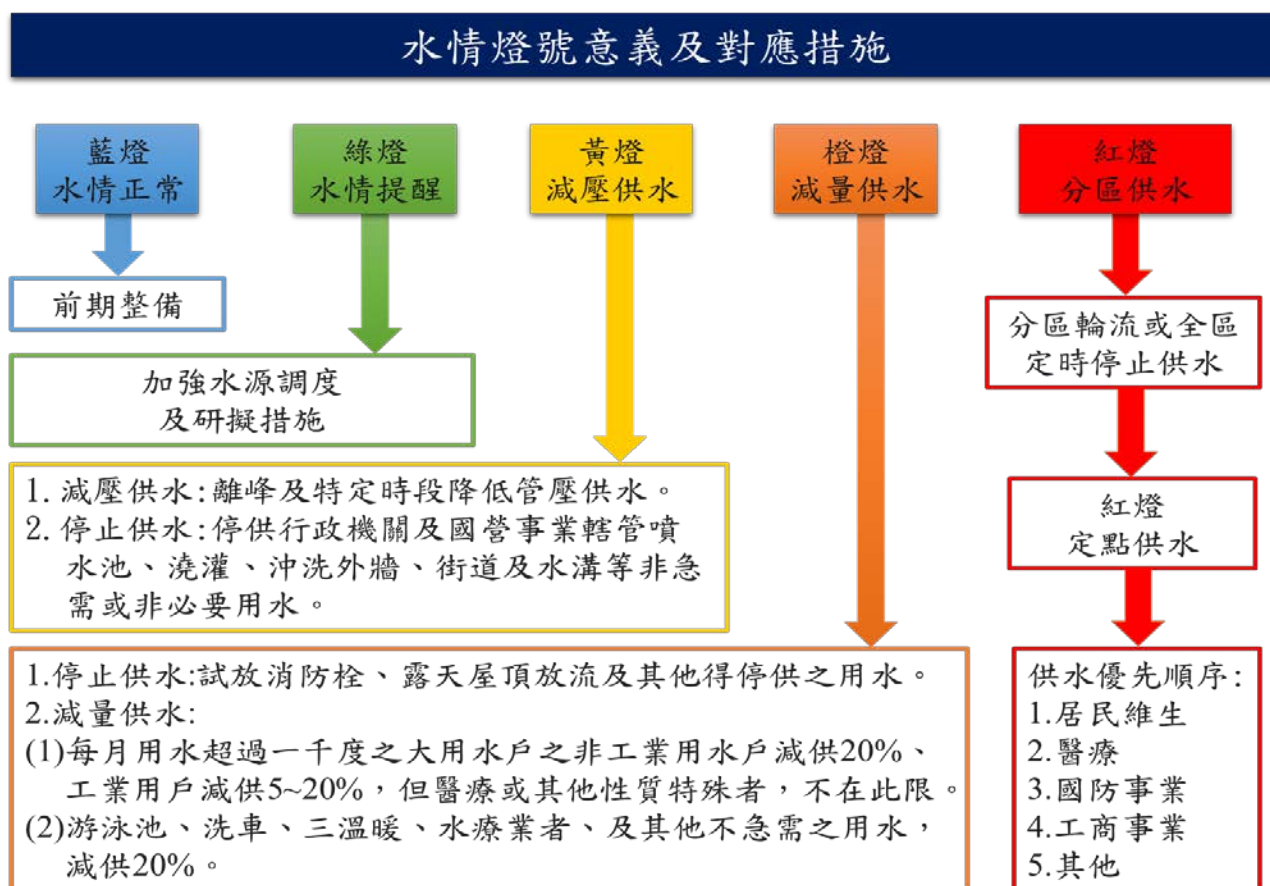 水情燈號意義及對應措施
藍燈
水情正常
綠燈
水情提醒
黃燈
減壓供水
橙燈
減量供水
紅燈
分區供水
前期整備
加強水源調度
及研擬措施
1. 減壓供水:離峰及特定時段降低管壓供水。
2. 停止供水:停供行政機關及國營事業轄管噴
水池、澆灌、沖洗外牆、街道及水溝等非急
需或非必要用水。
1.停止供水:試放消防栓、露天屋頂放流及其他得停供之用水。
2.減量供水:
(1)每月用水超過一千度之大用水戶之非工業用水戶減供20%、
工業用戶減供5~20%，但醫療或其他性質特殊者，不在此限。
(2)游泳池、洗車、三溫暖、水療業者、及其他不急需之用水，
減供20%。
分區輪流或全區
定時停止供水
紅燈
定點供水
供水優先順序:
1.居民維生
2.醫療
3.國防事業
4.工商事業
5.其他